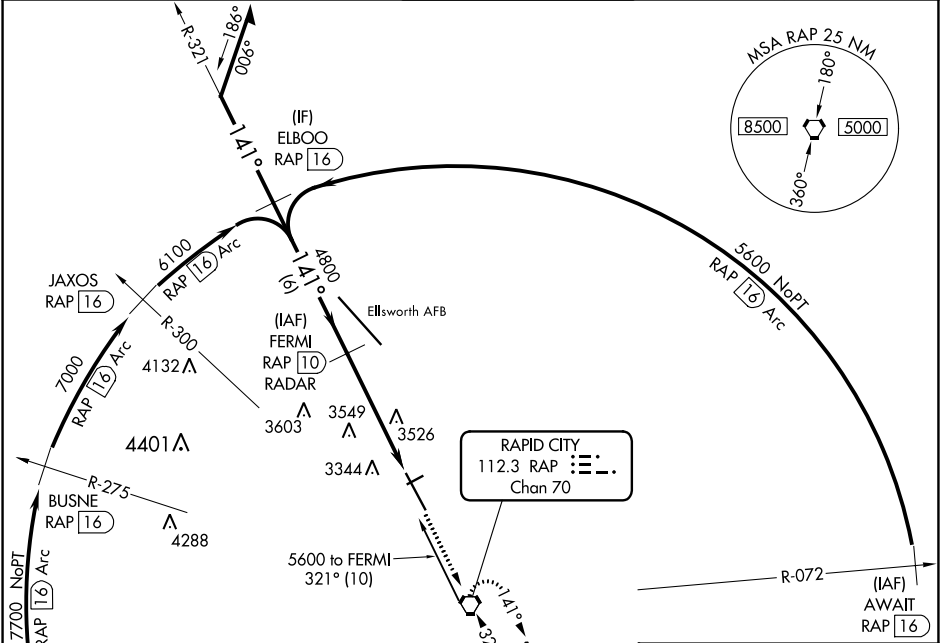 R-321
186°
006°
MSA RAP 25 NM
180°
8500
5000
360°
141°
(IF)
ELBOO
RAP 16
6100
RAP 16 Arc
5600 NoPT
RAP 16 Arc
JAXOS
RAP 16
R-300
4800
141°
(6)
Ellsworth AFB
(IAF)
FERMI
RAP 10
RADAR
7000
RAP 16 Arc
4132
3603
3549
3526
4401
3344
RAPID CITY
112.3 RAP
Chan 70
R-275
BUSNE
RAP 16
4288
5600 to FERMI
321° (10)
R-072
(IAF)
AWAIT
RAP 16
7700 NoPT
RAP 16 Arc
141°